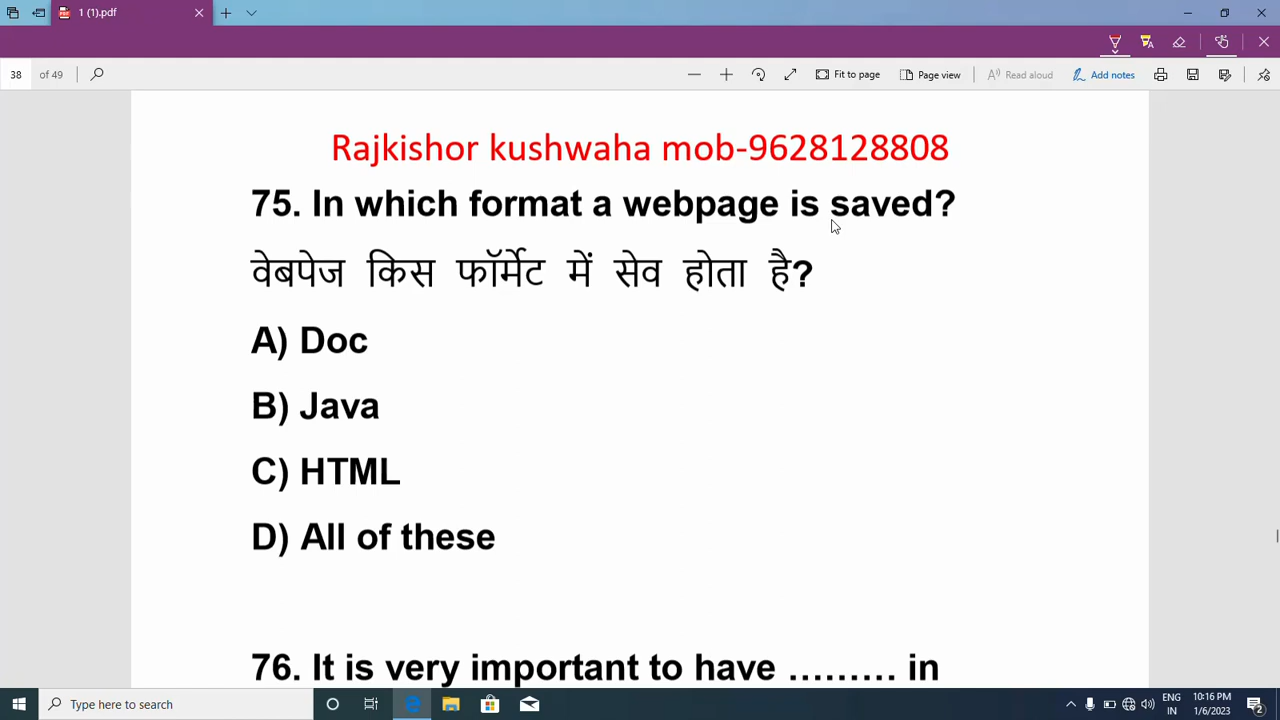 1 (1).pdf
38 of 49
Fit to page
Page view
Read aloud
Add notes
Rajkishor kushwaha mob-9628128808
75. In which format a webpage is saved?
वेबपेज किस फॉर्मेट में सेव होता है?
A) Doc
B) Java
C) HTML
D) All of these
76. It is very important to have ……… in
Type here to search
ENG
IN
10:16 PM
1/6/2023
2